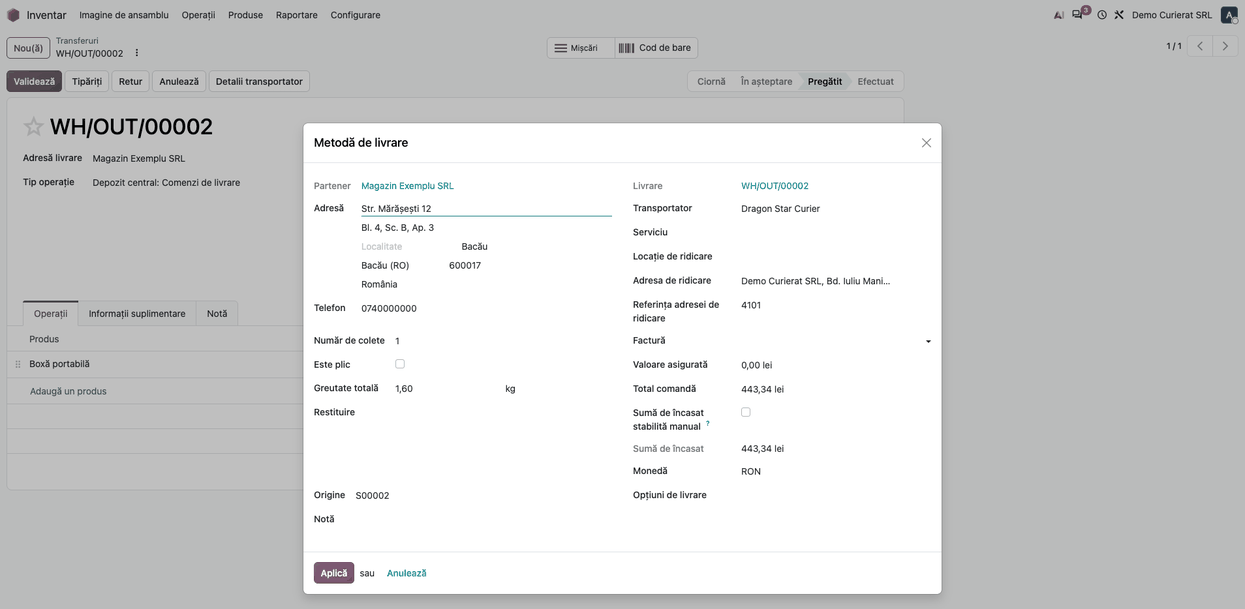 Inventar Imagine de ansamblu Operații Produse Raportare Configurare
AI 3 Demo Curierat SRL A
Nou(ă) Transferuri
WH/OUT/00002
Mișcări Cod de bare
1 / 1
Validează Tipăriți Retur Anulează Detalii transportator
Ciornă În așteptare Pregătit Efectuat
WH/OUT/00002
Adresă livrare Magazin Exemplu SRL
Tip operație Depozit central: Comenzi de livrare
Operații Informații suplimentare Notă
Produs
Boxă portabilă
Adaugă un produs
Metodă de livrare
Partener Magazin Exemplu SRL
Adresă Str. Mărășești 12
Bl. 4, Sc. B, Ap. 3
Localitate Bacău
Bacău (RO) 600017
România
Telefon 0740000000
Număr de colete 1
Este plic
Greutate totală 1,60 kg
Restituire
Origine S00002
Notă
Livrare WH/OUT/00002
Transportator Dragon Star Curier
Serviciu
Locație de ridicare
Adresa de ridicare Demo Curierat SRL, Bd. Iuliu Mani...
Referința adresei de
ridicare 4101
Factură
Valoare asigurată 0,00 lei
Total comandă 443,34 lei
Sumă de încasat
stabilită manual ?
Sumă de încasat 443,34 lei
Monedă RON
Opțiuni de livrare
Aplică sau Anulează